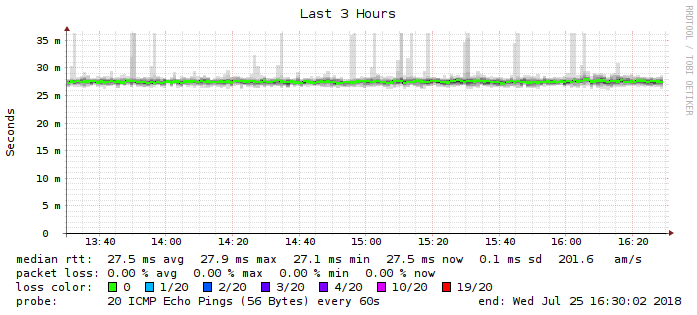 Last 3 Hours
RRDTOOL / TOBI OETIKER
Seconds
35 m
30 m
25 m
20 m
15 m
10 m
5 m
0
13:40 14:00 14:20 14:40 15:00 15:20 15:40 16:00 16:20
median rtt: 27.5 ms avg 27.9 ms max 27.1 ms min 27.5 ms now 0.1 ms sd 201.6 am/s
packet loss: 0.00 % avg 0.00 % max 0.00 % min 0.00 % now
loss color: 0 1/20 2/20 3/20 4/20 10/20 19/20
probe: 20 ICMP Echo Pings (56 Bytes) every 60s end: Wed Jul 25 16:30:02 2018